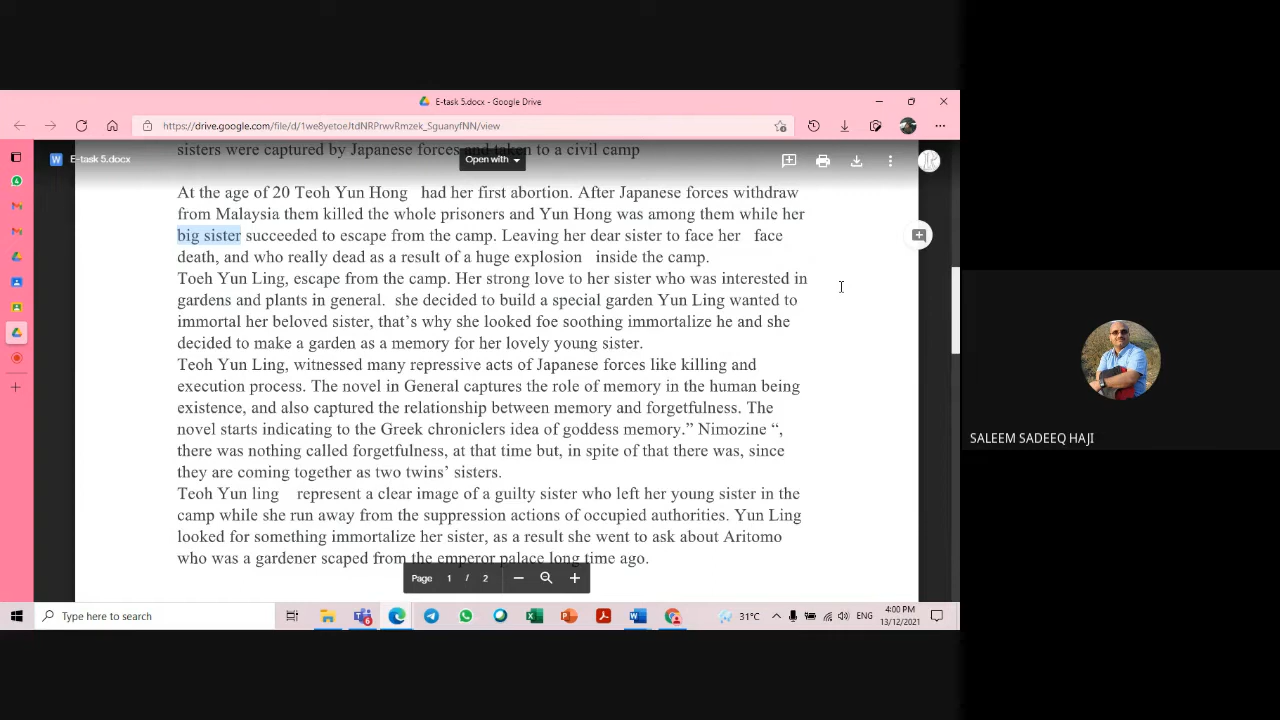 E-task 5.docx - Google Drive
https://drive.google.com/file/d/1we8yetoeJtdNRPrwvRmzek_SguanyfNN/view
sisters were captured by Japanese forces and taken to a civil camp
W E-task 5.docx
Open with
At the age of 20 Teoh Yun Hong had her first abortion. After Japanese forces withdraw
from Malaysia them killed the whole prisoners and Yun Hong was among them while her
big sister succeeded to escape from the camp. Leaving her dear sister to face her face
death, and who really dead as a result of a huge explosion inside the camp.
Toeh Yun Ling, escape from the camp. Her strong love to her sister who was interested in
gardens and plants in general. she decided to build a special garden Yun Ling wanted to
immortal her beloved sister, that's why she looked foe soothing immortalize he and she
decided to make a garden as a memory for her lovely young sister.
Teoh Yun Ling, witnessed many repressive acts of Japanese forces like killing and
execution process. The novel in General captures the role of memory in the human being
existence, and also captured the relationship between memory and forgetfulness. The
novel starts indicating to the Greek chroniclers idea of goddess memory.” Nimozine “,
there was nothing called forgetfulness, at that time but, in spite of that there was, since
they are coming together as two twins’ sisters.
Teoh Yun ling represent a clear image of a guilty sister who left her young sister in the
camp while she run away from the suppression actions of occupied authorities. Yun Ling
looked for something immortalize her sister, as a result she went to ask about Aritomo
who was a gardener scaped from the emperor palace long time ago.
Page 1 / 2
SALEEM SADEEQ HAJI
Type here to search
31°C
ENG
4:00 PM
13/12/2021